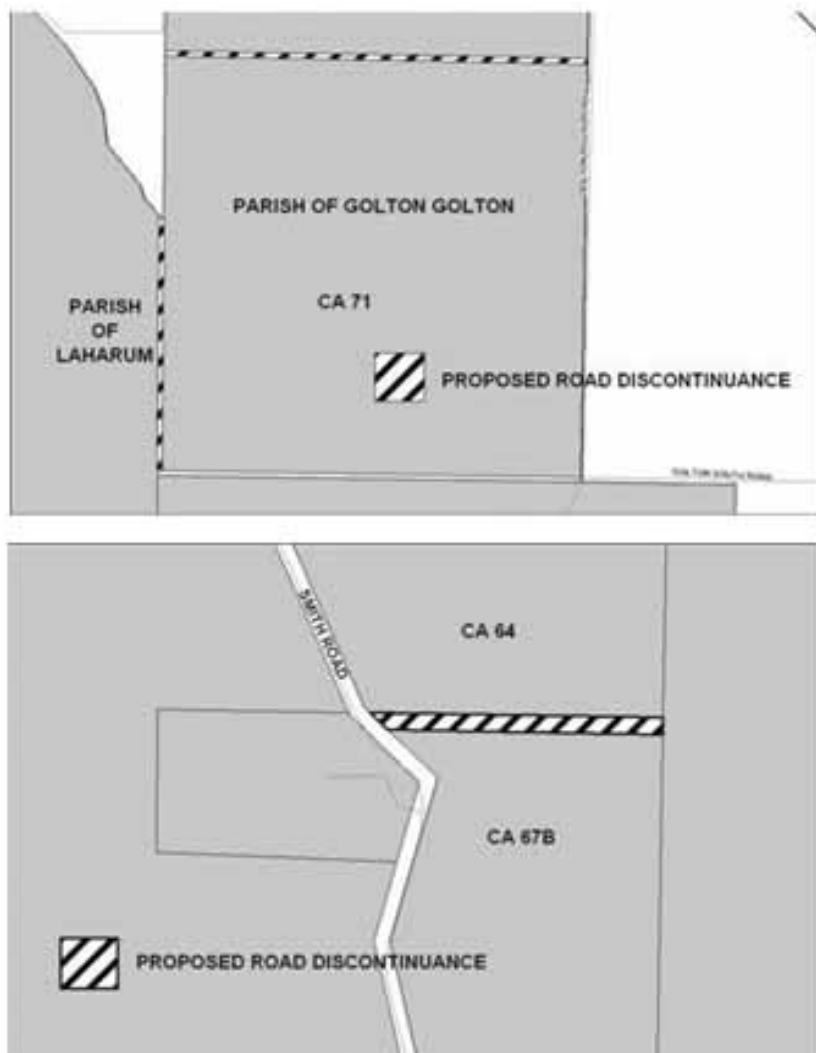 PARISH OF GOLTON GOLTON
CA 71
PARISH
OF
LAHARUM
PROPOSED ROAD DISCONTINUANCE
SMITH ROAD
CA 64
CA 67B
PROPOSED ROAD DISCONTINUANCE